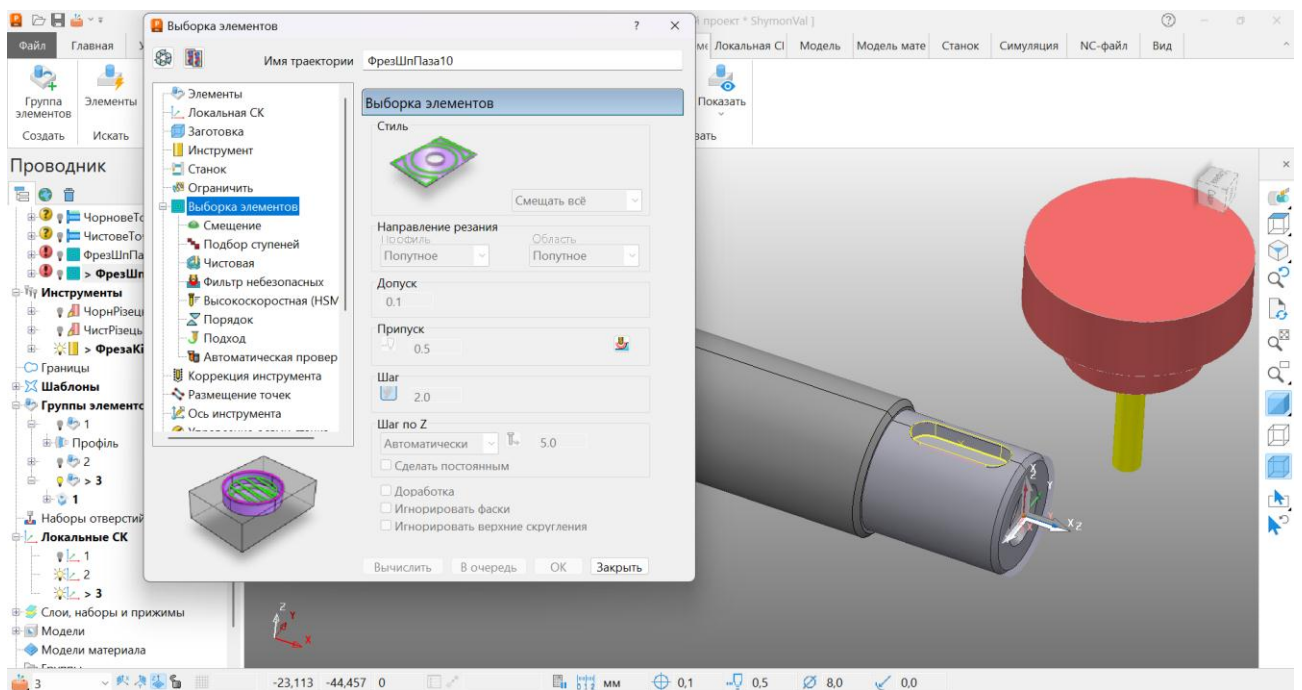 й проект * ShymonVal ]
Файл Главная
мє Локальная СІ Модель Модель мате Станок Симуляция NC-файл Вид
Группа элементов
Элементы
Создать Искать
Показать
зать
Проводник
ЧорновеТо
ЧистовеТо
ФрезШпПа
> ФрезШп
Инструменты
ЧорнРізец
ЧистРізець
> ФрезаКі
Границы
Шаблоны
Группы элементо
1
Профіль
2
> 3
1
Наборы отверстий
Локальные СК
1
2
> 3
Слои, наборы и прижимы
Модели
Модели материала
Выборка элементов ? ×
Имя траектории ФрезШпПаза10
Элементы
Локальная СК
Заготовка
Инструмент
Станок
Ограничить
Выборка элементов
Смещение
Подбор ступеней
Чистовая
Фильтр небезопасных
Высокоскоростная (HSM
Порядок
Подход
Автоматическая провер
Коррекция инструмента
Размещение точек
Ось инструмента
Выборка элементов
Стиль
Смещать всё
Направление резания
Профиль Область
Попутное Попутное
Допуск
0.1
Припуск
0.5
Шаг
2.0
Шаг по Z
Автоматически 5.0
Сделать постоянным
Доработка
Игнорировать фаски
Игнорировать верхние скругления
Вычислить В очередь OK Закрыть
X
Z
Y
X Z
Z
Y
X
3 -23,113 -44,457 0 мм 0,1 0,5 8,0 0,0